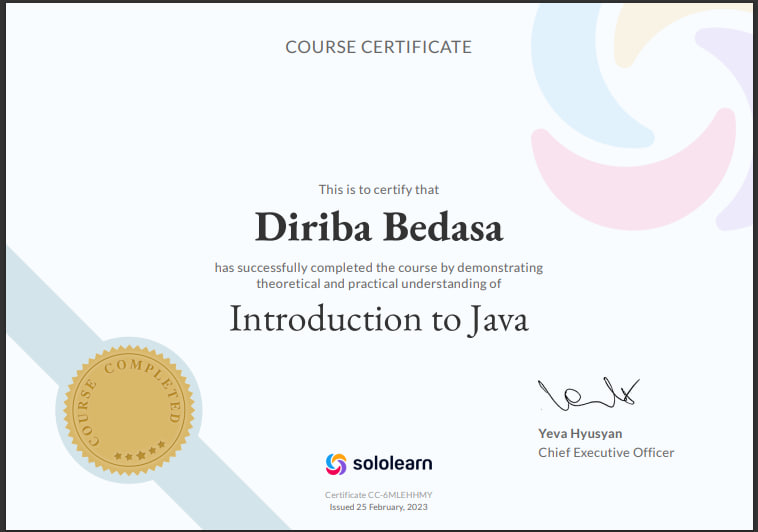 COURSE CERTIFICATE
This is to certify that
Diriba Bedasa
has successfully completed the course by demonstrating
theoretical and practical understanding of
Introduction to Java
COURSE COMPLETED
Yeva Hyusyan
Chief Executive Officer
sololearn
Certificate CC-6MLEHHMY
Issued 25 February, 2023